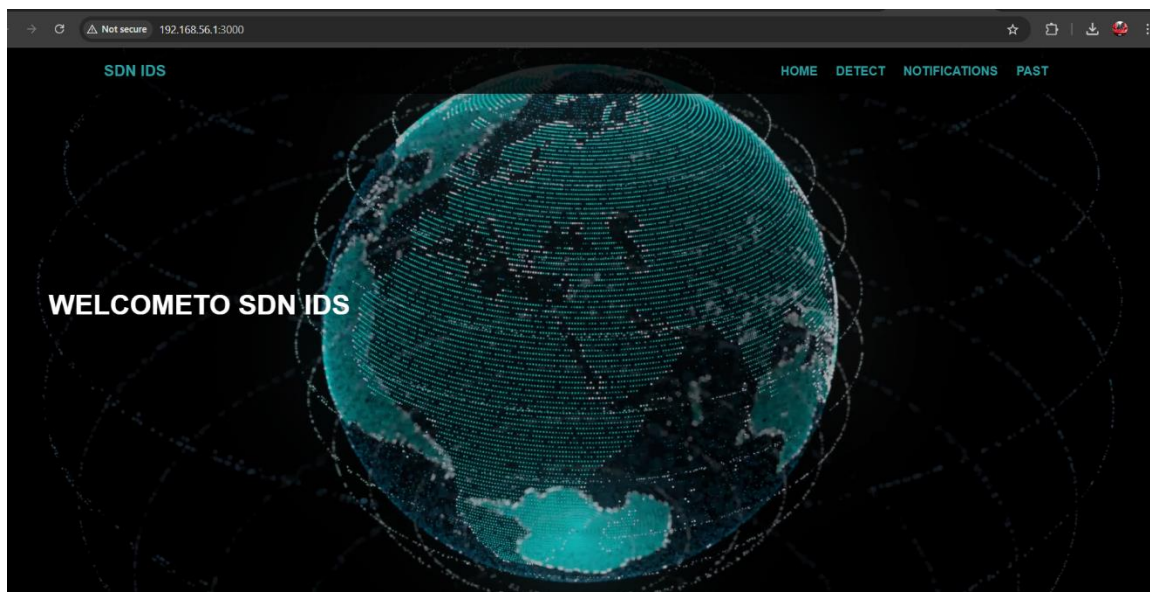 Not secure 192.168.56.1:3000
SDN IDS HOME DETECT NOTIFICATIONS PAST
WELCOMETO SDN IDS